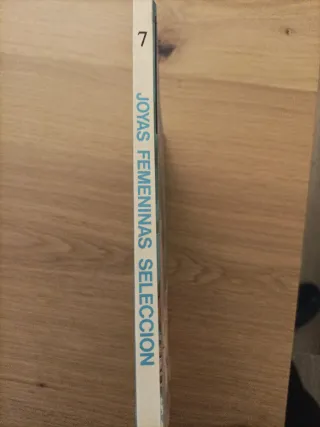 7
JOYAS FEMENINAS SELECCION